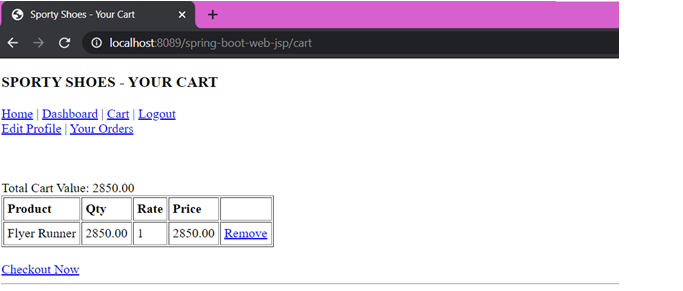 Sporty Shoes - Your Cart
localhost:8089/spring-boot-web-jsp/cart
SPORTY SHOES - YOUR CART
Home | Dashboard | Cart | Logout
Edit Profile | Your Orders
Total Cart Value: 2850.00
Product Qty Rate Price
Flyer Runner 2850.00 1 2850.00 Remove
Checkout Now